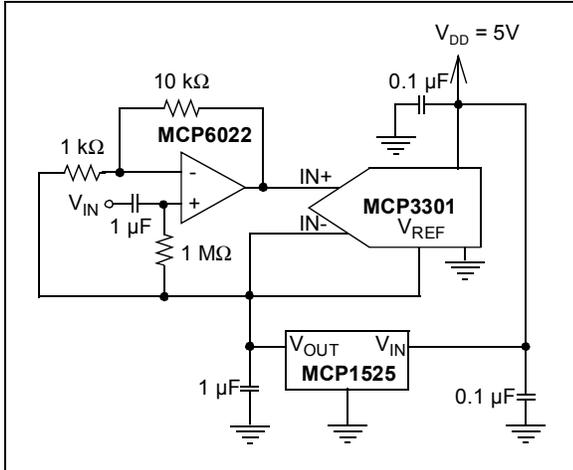 V_DD = 5V
0.1 µF
10 kΩ
MCP6022
1 kΩ
-
+
V_IN
1 µF
1 MΩ
IN+
IN-
MCP3301
V_REF
V_OUT V_IN
MCP1525
1 µF
0.1 µF